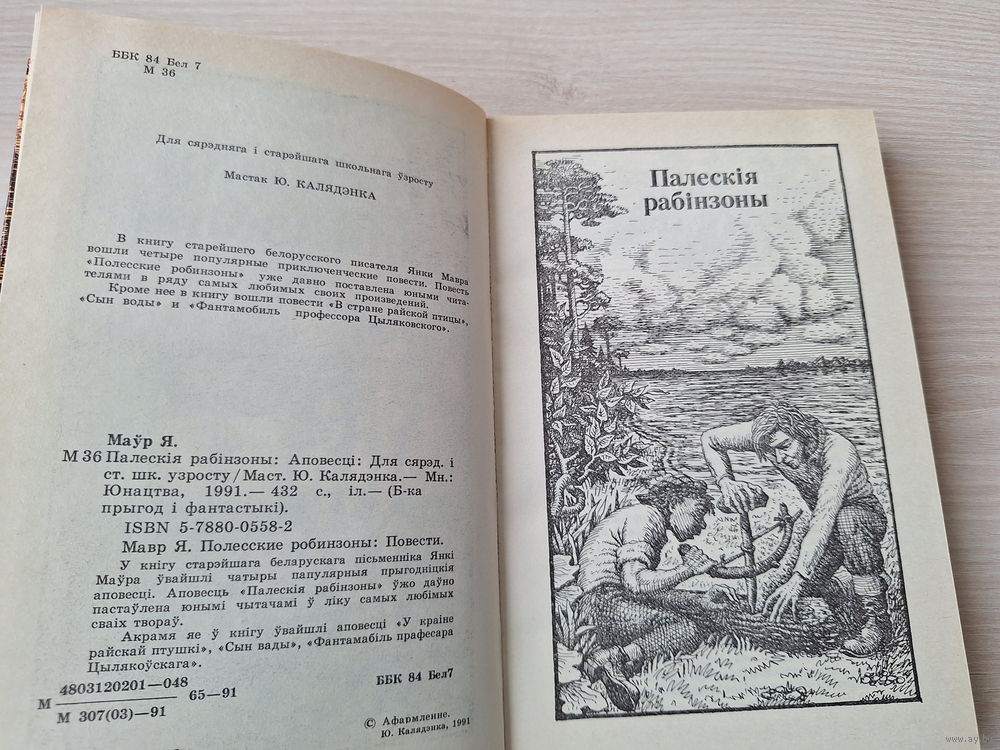 ББК 84 Бел 7
М 36
Для сярэдняга і старэйшага школьнага ўзросту
Мастак Ю. КАЛЯДЭНКА
В книгу старейшего белорусского писателя Янки Мавра
вошли четыре популярные приключенческие повести. Повесть
«Полесские робинзоны» уже давно поставлена юными чита-
телями в ряду самых любимых своих произведений.
Кроме нее в книгу вошли повести «В стране райской птицы»,
«Сын воды» и «Фантамобиль профессора Цыляковского».
Маўр Я.
М 36 Палескія рабінзоны: Аповесці: Для сярэд. і
ст. шк. узросту/Маст. Ю. Калядэнка.— Мн.:
Юнацтва, 1991.— 432 с., іл.— (Б-ка
прыгод і фантастыкі).
ISBN 5-7880-0558-2
Мавр Я. Полесские робинзоны: Повести.
У кнігу старэйшага беларускага пісьменніка Янкі
Маўра ўвайшлі чатыры папулярныя прыгодніцкія
аповесці. Аповесць «Палескія рабінзоны» ўжо даўно
пастаўлена юнымі чытачамі ў ліку самых любімых
сваіх твораў.
Акрамя яе ў кнігу ўвайшлі аповесці «У краіне
райскай птушкі», «Сын вады», «Фантамабіль прафесара
Цылякоўскага».
М 4803120201—048 65—91
М 307(03)—91
ББК 84 Бел7
© Афармленне.
Ю. Калядэнка, 1991
Палескія
рабінзоны
www.ay.by